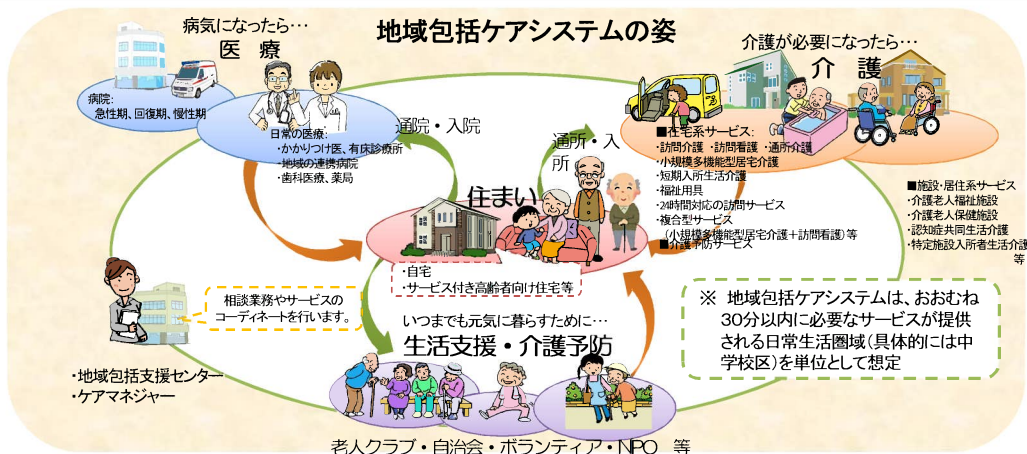 地域包括ケアシステムの姿
病気になったら…
医　療
病院：
急性期、回復期、慢性期
日常の医療：
・かかりつけ医、有床診療所
・地域の連携病院
・歯科医療、薬局
通院・入院
通所・入
所
介護が必要になったら…
介　護
■在宅系サービス：
・訪問介護　・訪問看護　・通所介護
・小規模多機能型居宅介護
・短期入所生活介護
・福祉用具
・24時間対応の訪問サービス
・複合型サービス
（小規模多機能型居宅介護＋訪問看護）等
■介護予防サービス
■施設・居住系サービス
・介護老人福祉施設
・介護老人保健施設
・認知症共同生活介護
・特定施設入所者生活介護
等
住まい
・自宅
・サービス付き高齢者向け住宅等
相談業務やサービスの
コーディネートを行います。
・地域包括支援センター
・ケアマネジャー
いつまでも元気に暮らすために…
生活支援・介護予防
老人クラブ・自治会・ボランティア・NPO　等
※　地域包括ケアシステムは、おおむね
30分以内に必要なサービスが提供
される日常生活圏域（具体的には中
学校区）を単位として想定